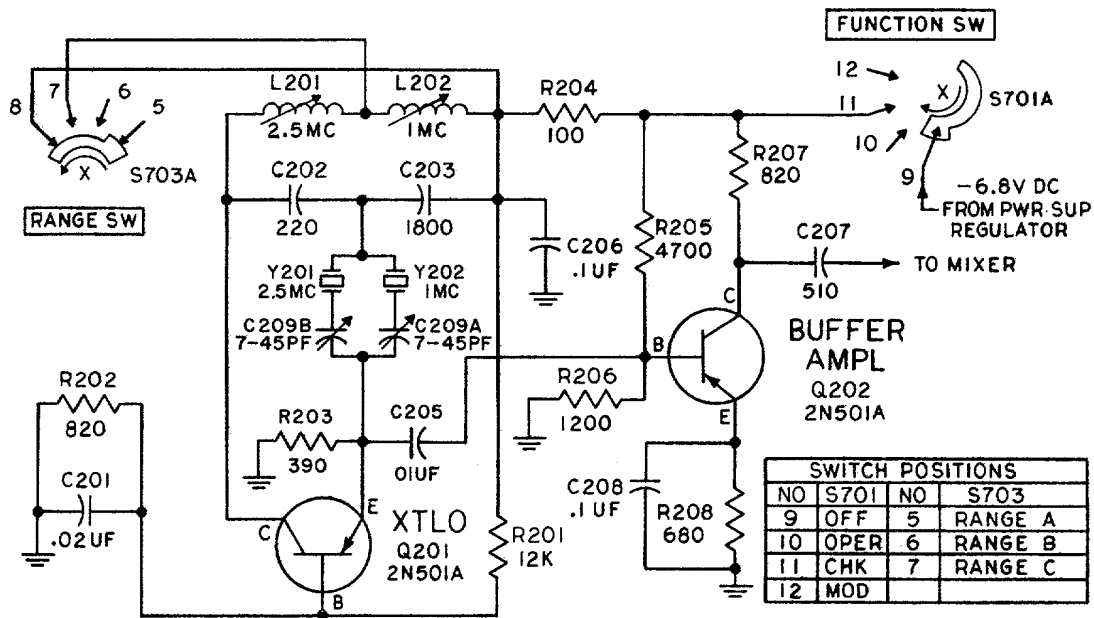 FUNCTION SW
12
X
11
S701A
10
9
-6.8V DC
FROM PWR-SUP
REGULATOR
8
7
6
5
X
S703A
RANGE SW
L201
2.5MC
L202
1MC
R204
100
R207
820
C202
220
C203
1800
C206
.1UF
R205
4700
C207
510
TO MIXER
Y201
2.5MC
Y202
1MC
C209B
7-45PF
C209A
7-45PF
C
B
E
BUFFER
AMPL
Q202
2N501A
R202
820
C201
.02UF
R203
390
C205
01UF
R206
1200
C208
.1UF
R208
680
E
C
B
XTLO
Q201
2N501A
R201
12K
SWITCH POSITIONS
NO S701 NO S703
9 OFF 5 RANGE A
10 OPER 6 RANGE B
11 CHK 7 RANGE C
12 MOD